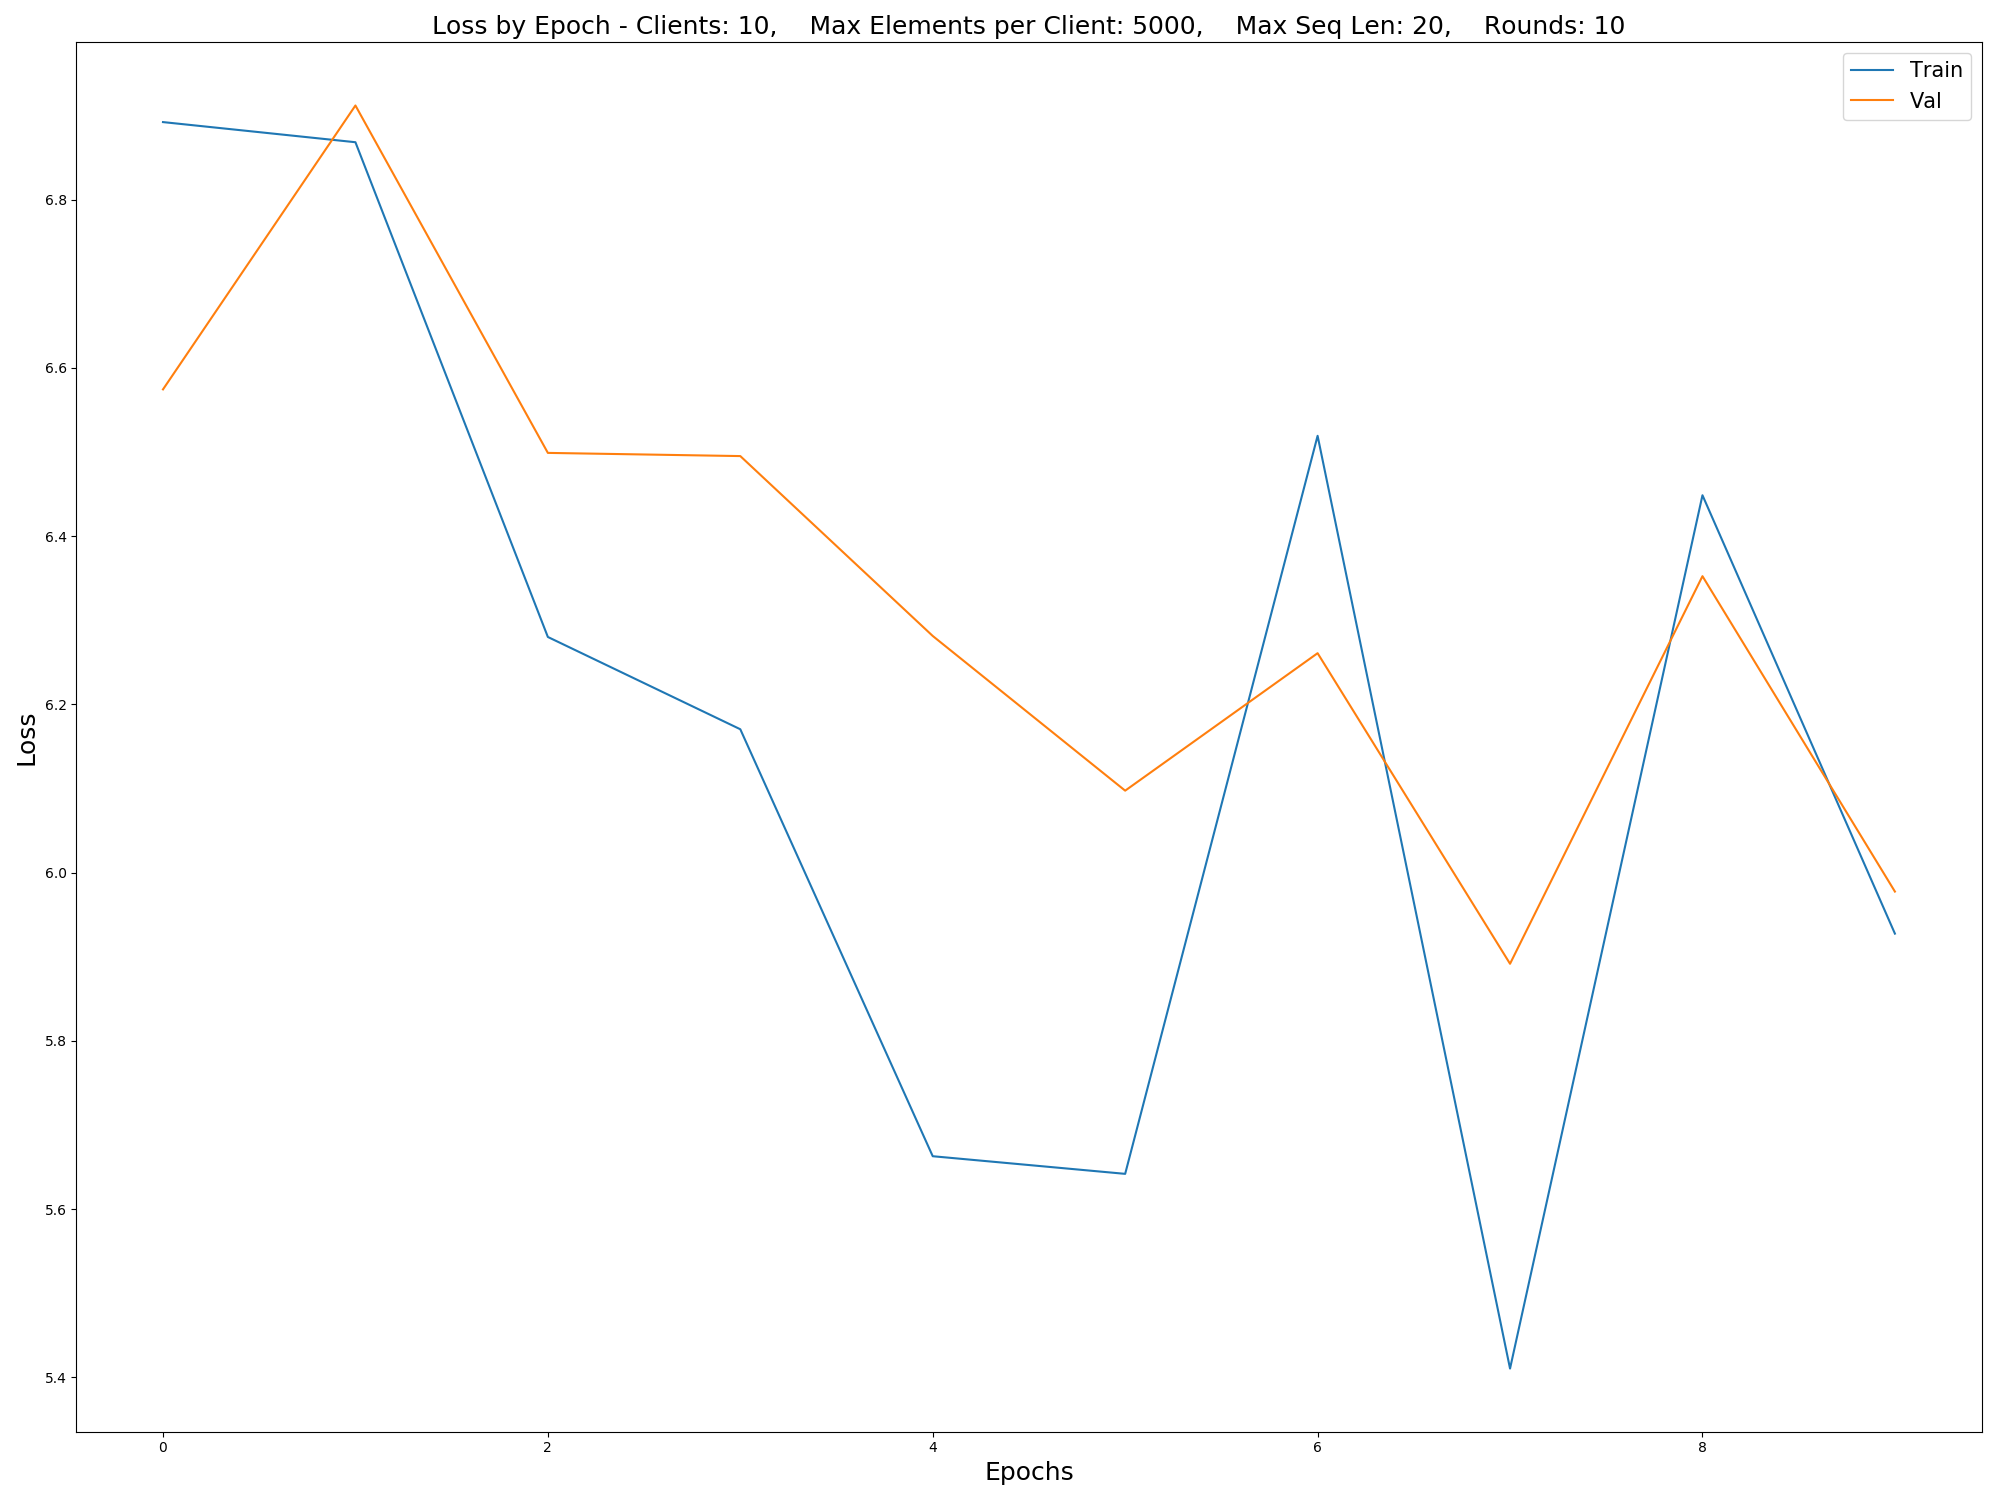 Loss by Epoch - Clients: 10,    Max Elements per Client: 5000,    Max Seq Len: 20,    Rounds: 10
Train
Val
6.8
6.6
6.4
6.2
6.0
5.8
5.6
5.4
Loss
0 2 4 6 8
Epochs